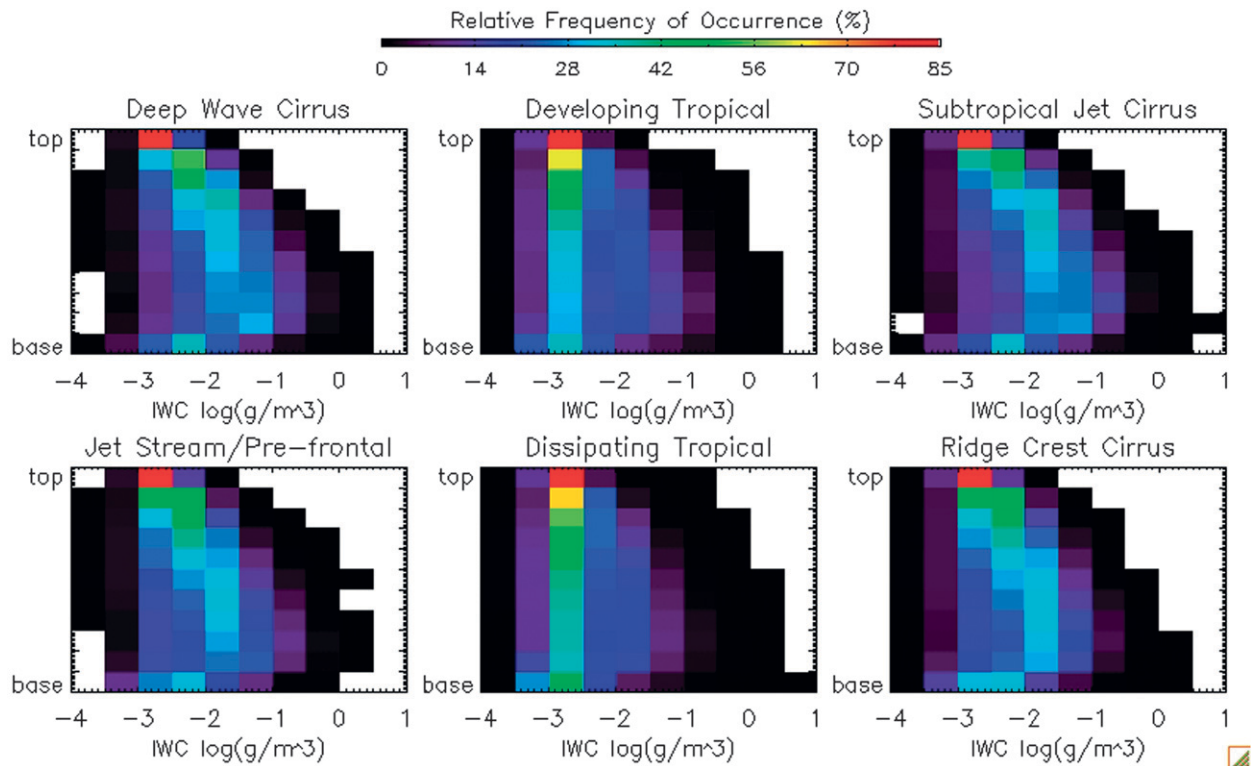 Relative Frequency of Occurrence (%)
0 14 28 42 56 70 85
Deep Wave Cirrus Developing Tropical Subtropical Jet Cirrus
top top top
base base base
−4 −3 −2 −1 0 1 −4 −3 −2 −1 0 1 −4 −3 −2 −1 0 1
IWC log(g/m^3) IWC log(g/m^3) IWC log(g/m^3)
Jet Stream/Pre−frontal Dissipating Tropical Ridge Crest Cirrus
top top top
base base base
−4 −3 −2 −1 0 1 −4 −3 −2 −1 0 1 −4 −3 −2 −1 0 1
IWC log(g/m^3) IWC log(g/m^3) IWC log(g/m^3)